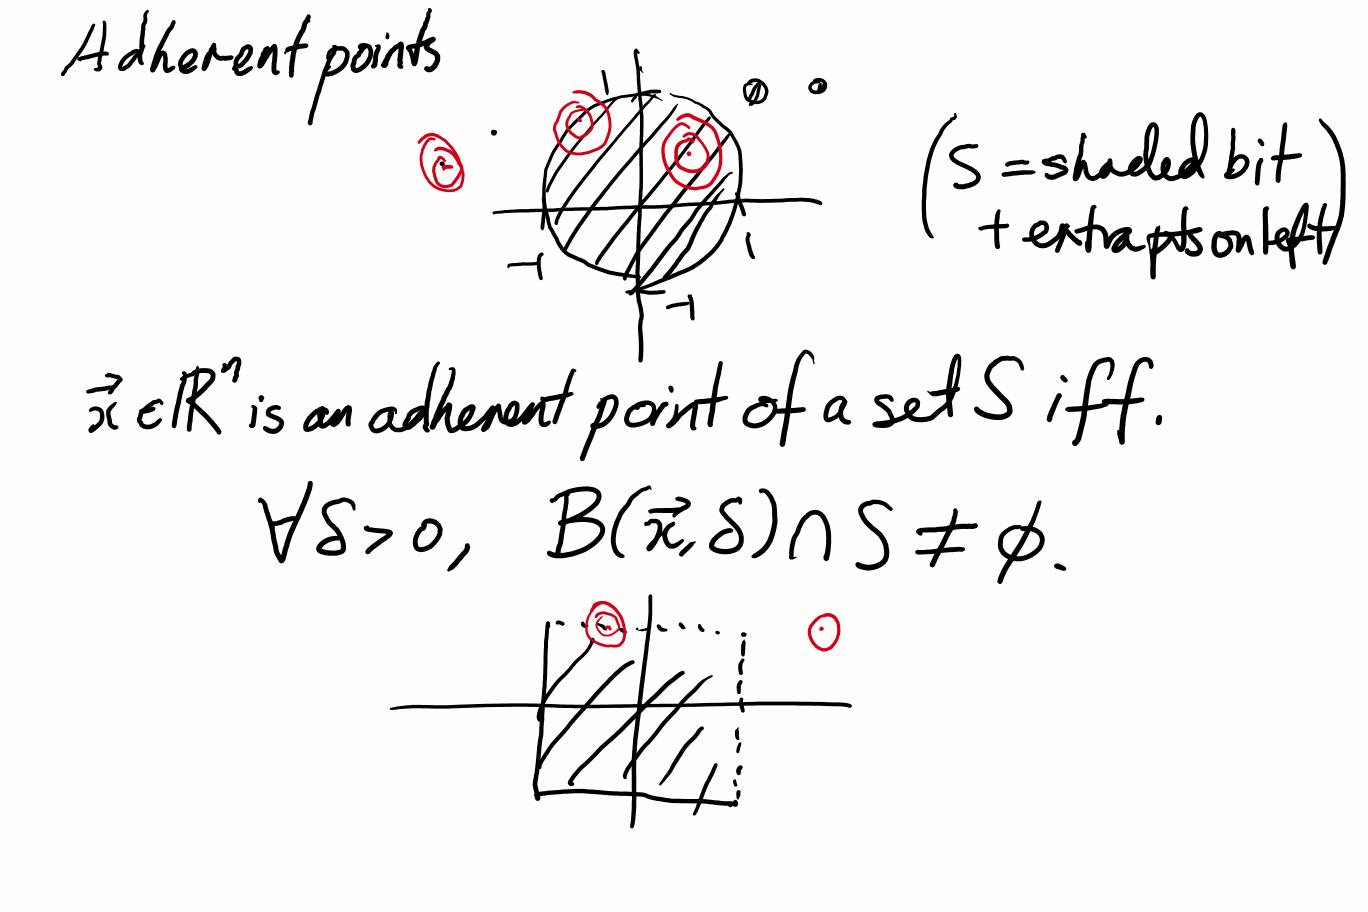 Adherent points
1
(S = shaded bit
+ extra pts on left)
-1
1
-1
x⃗ ∈ ℝⁿ is an adherent point of a set S iff.
∀δ>0, B(x⃗,δ)∩S ≠ ϕ.